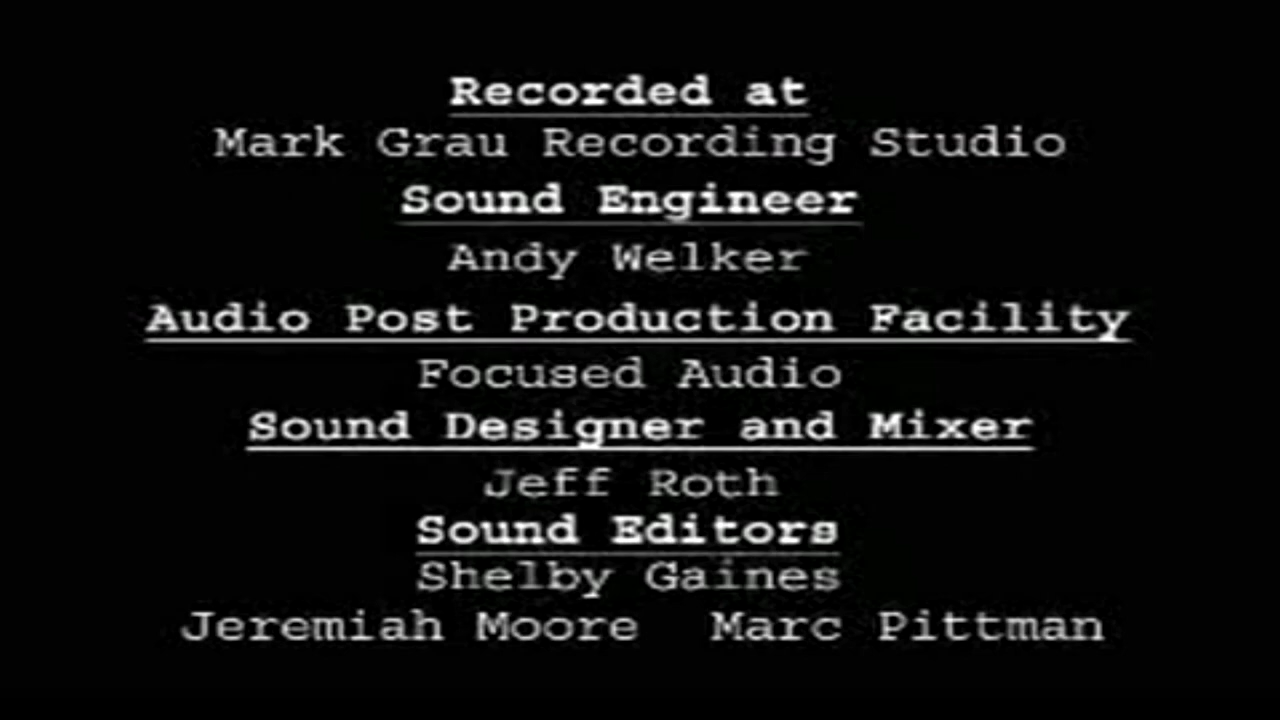 Recorded at
Mark Grau Recording Studio
Sound Engineer
Andy Welker
Audio Post Production Facility
Focused Audio
Sound Designer and Mixer
Jeff Roth
Sound Editors
Shelby Gaines
Jeremiah Moore Marc Pittman